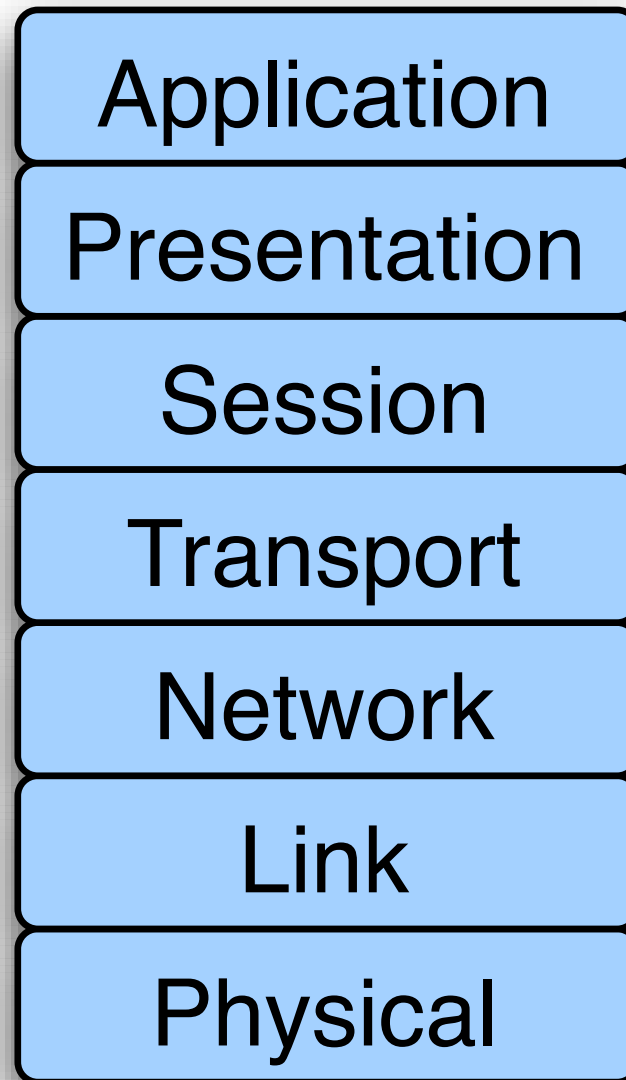 Application
Presentation
Session
Transport
Network
Link
Physical